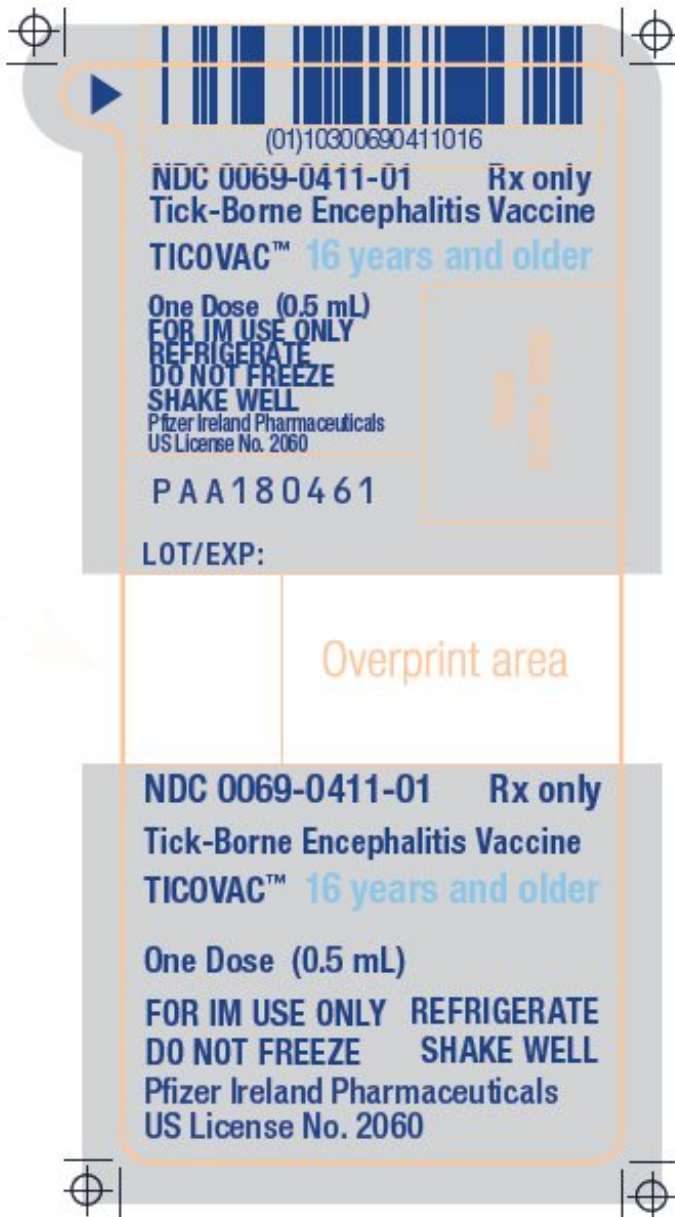 (01)10300690411016
NDC 0069-0411-01 Rx only
Tick-Borne Encephalitis Vaccine
TICOVAC™ 16 years and older
One Dose (0.5 mL)
FOR IM USE ONLY
REFRIGERATE
DO NOT FREEZE
SHAKE WELL
Pfizer Ireland Pharmaceuticals
US License No. 2060
PAA180461
LOT/EXP:
Overprint area
NDC 0069-0411-01 Rx only
Tick-Borne Encephalitis Vaccine
TICOVAC™ 16 years and older
One Dose (0.5 mL)
FOR IM USE ONLY REFRIGERATE
DO NOT FREEZE SHAKE WELL
Pfizer Ireland Pharmaceuticals
US License No. 2060